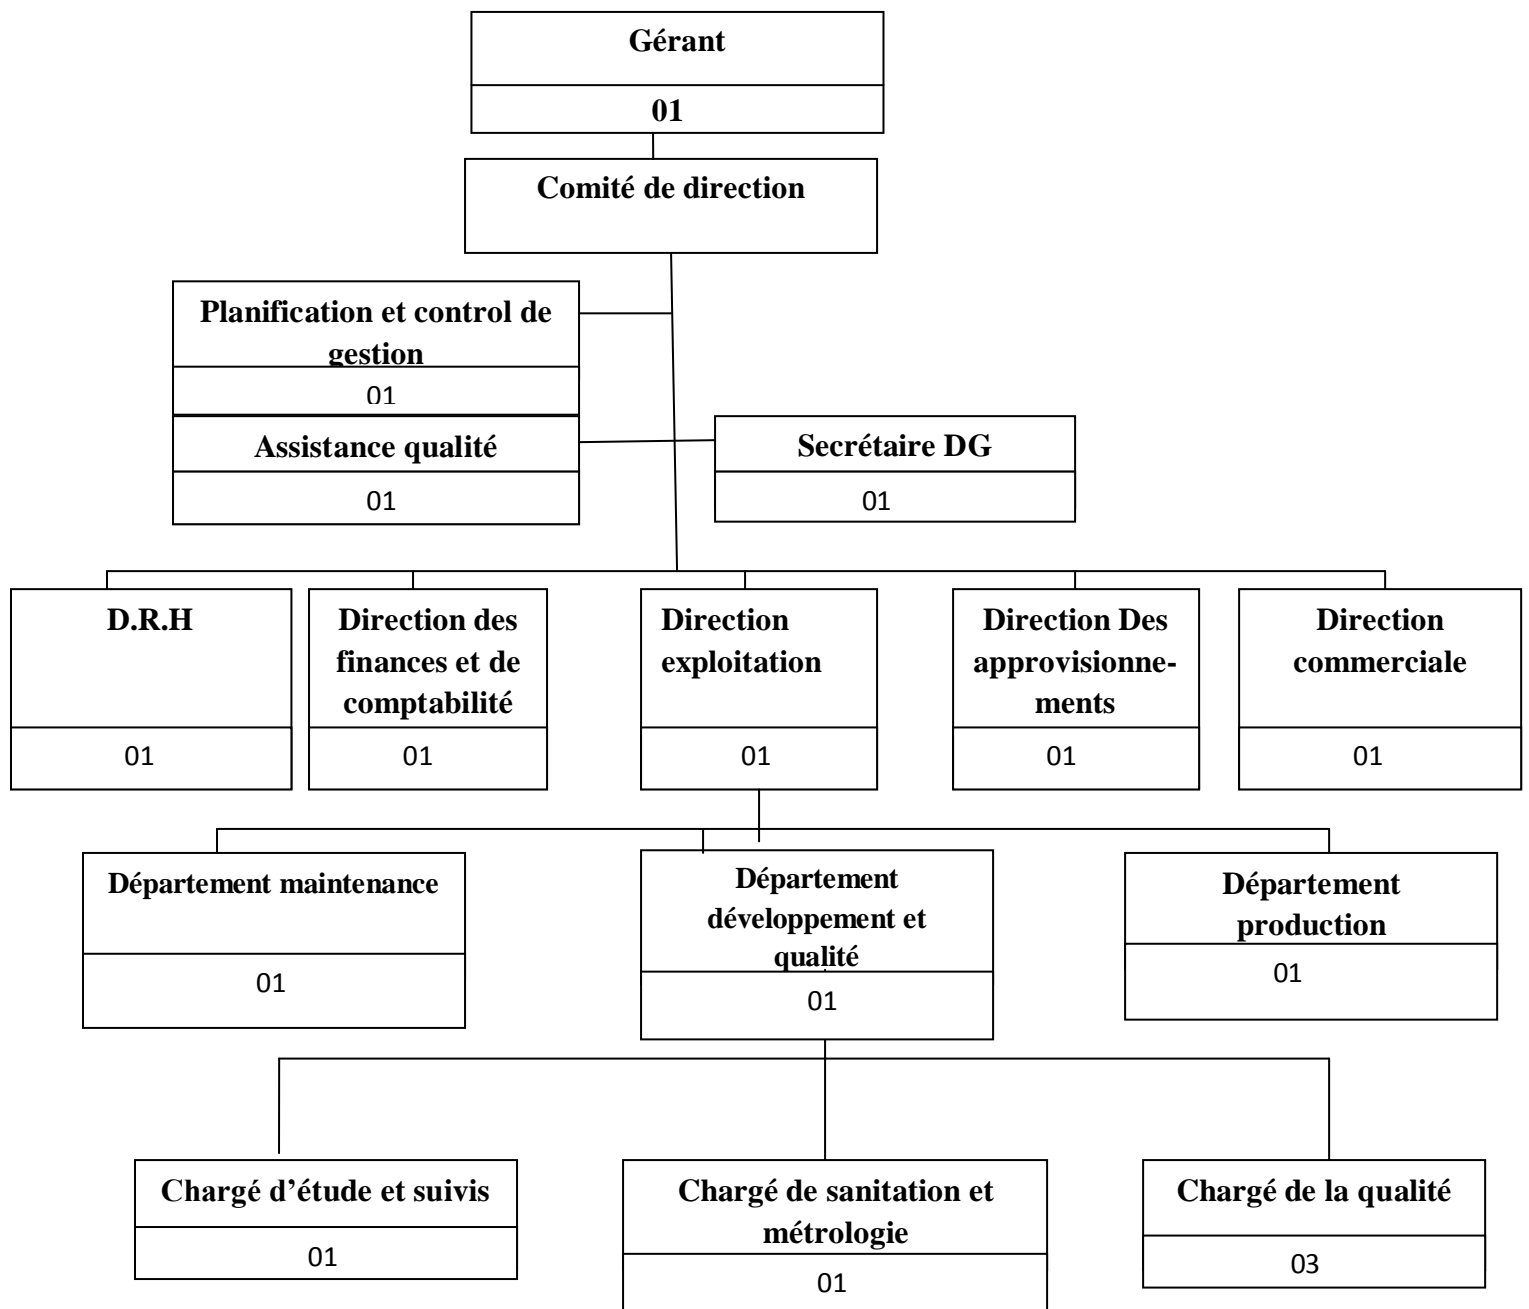 Gérant
01
Comité de direction
Planification et control de
gestion
01
Assistance qualité
01
Secrétaire DG
01
D.R.H
01
Direction des
finances et de
comptabilité
01
Direction
exploitation
01
Direction Des
approvisionne-
ments
01
Direction
commerciale
01
Département maintenance
01
Département
développement et
qualité
01
Département
production
01
Chargé d’étude et suivis
01
Chargé de sanitation et
métrologie
01
Chargé de la qualité
03